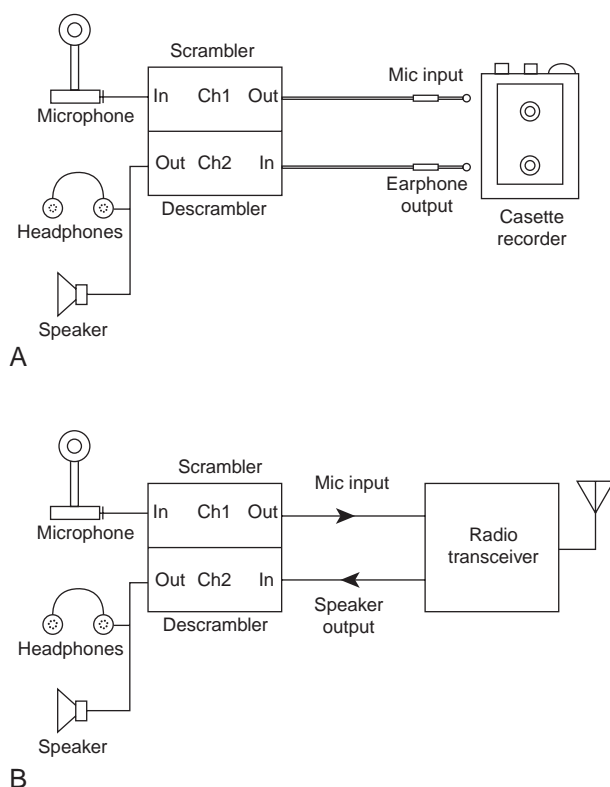 Scrambler
In Ch1 Out
Mic input
Microphone
Out Ch2 In
Descrambler
Earphone
output
Casette
recorder
Headphones
Speaker
A
Scrambler
In Ch1 Out
Mic input
Microphone
Radio
transceiver
Out Ch2 In
Descrambler
Speaker
output
Headphones
Speaker
B